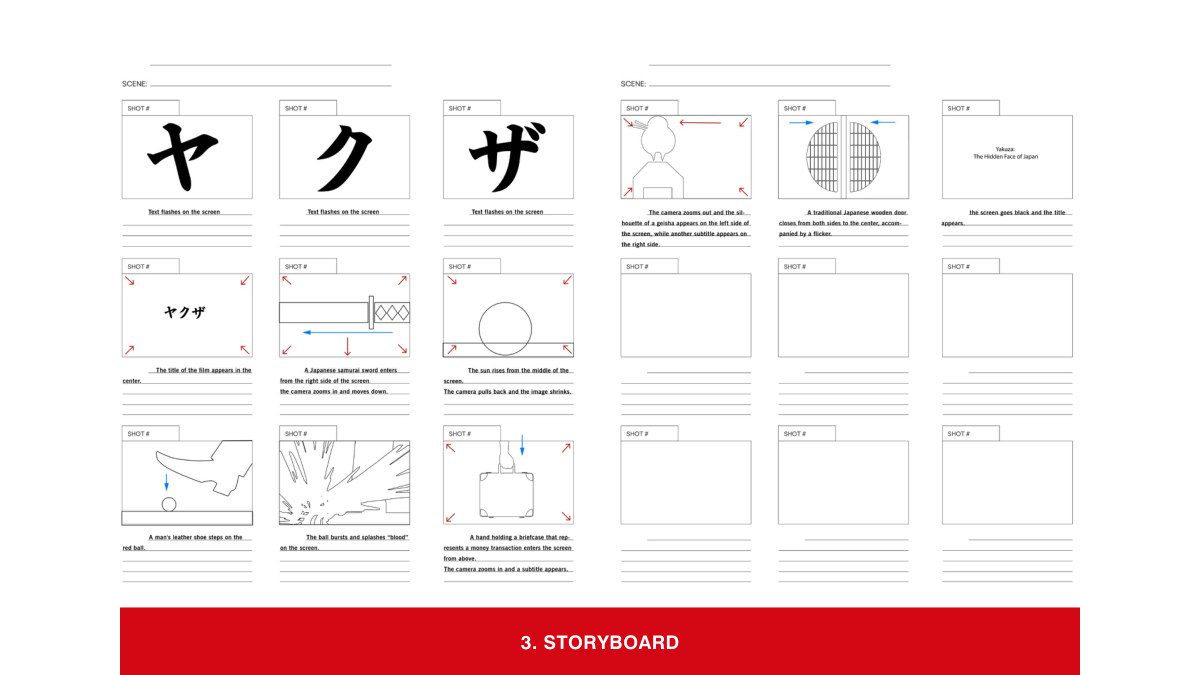 SCENE:
SHOT #
SHOT #
SHOT #
ヤ
ク
ザ
Text flashes on the screen
Text flashes on the screen
Text flashes on the screen
SHOT #
SHOT #
SHOT #
ヤクザ
The title of the film appears in the
center.
A Japanese samurai sword enters
from the right side of the screen
the camera zooms in and moves down.
The sun rises from the middle of the
screen.
The camera pulls back and the image shrinks.
SHOT #
SHOT #
SHOT #
A man's leather shoe steps on the
red ball.
The ball bursts and splashes “blood”
on the screen.
A hand holding a briefcase that rep-
resents a money transaction enters the screen
from above.
The camera zooms in and a subtitle appears.
SCENE:
SHOT #
SHOT #
SHOT #
Yakuza:
The Hidden Face of Japan
The camera zooms out and the sil-
houette of a geisha appears on the left side of
the screen, while another subtitle appears on
the right side.
A traditional Japanese wooden door
closes from both sides to the center, accom-
panied by a flicker.
the screen goes black and the title
appears.
SHOT #
SHOT #
SHOT #
SHOT #
SHOT #
SHOT #
3. STORYBOARD